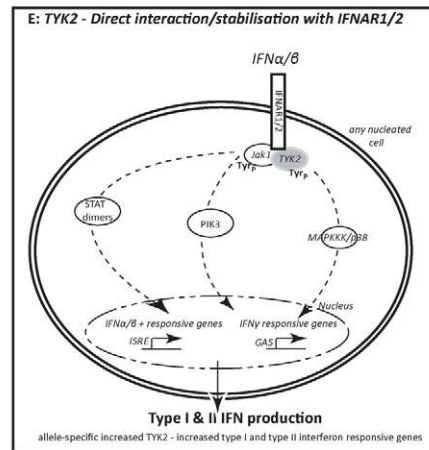 E: TYK2 - Direct interaction/stabilisation with IFNAR1/2
IFNα/β
IFNAR1/2
any nucleated
cell
Jak1
TYK2
TyrP
TyrP
STAT
dimers
PIK3
MAPKKK/p38
Nucleus
IFNα/β + responsive genes
IFNγ responsive genes
ISRE
GAS
Type I & II IFN production
allele-specific increased TYK2 - increased type I and type II interferon responsive genes